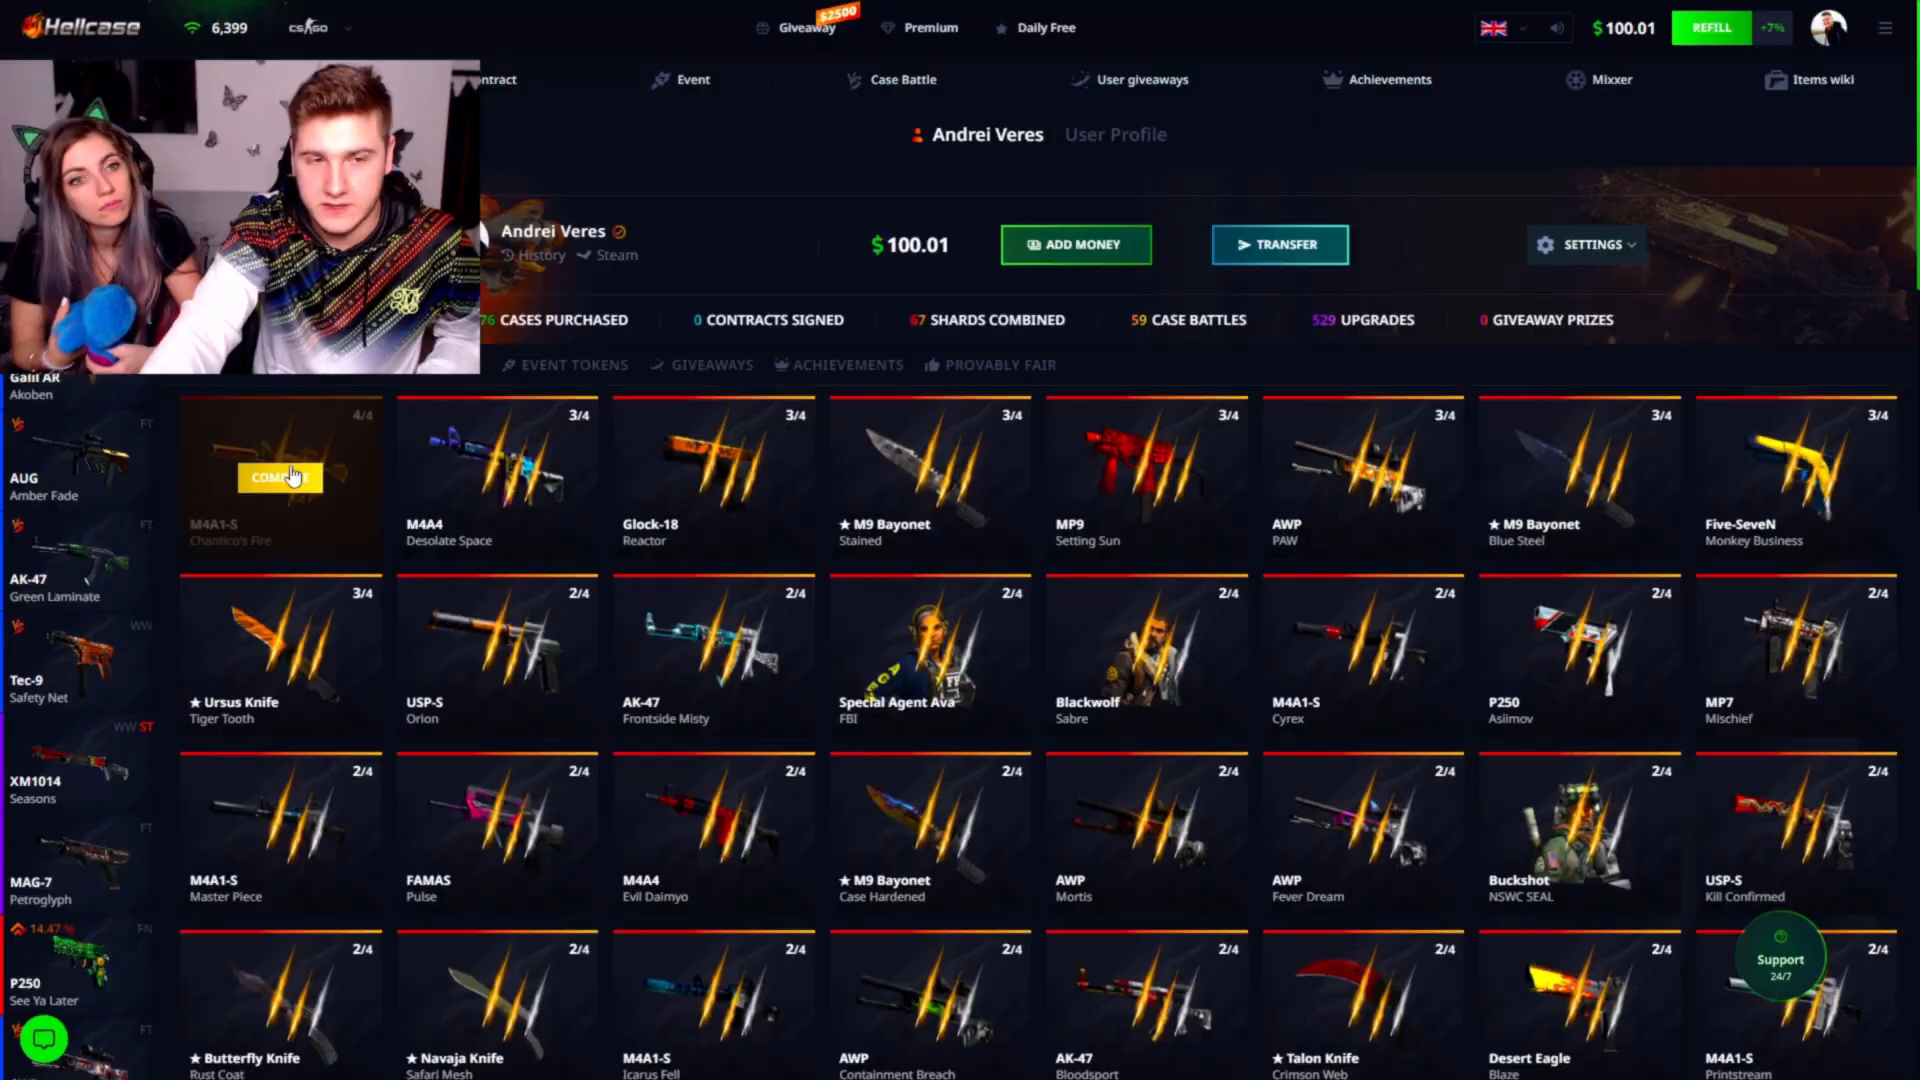 Hellcase
6,399
CS GO
Giveaway
$2500
Premium
Daily Free
$ 100.01
REFILL
+7%
ontract
Event
Case Battle
User giveaways
Achievements
Mixxer
Items wiki
Andrei Veres User Profile
Andrei Veres
History Steam
$100.01
ADD MONEY
TRANSFER
SETTINGS
76 CASES PURCHASED
0 CONTRACTS SIGNED
67 SHARDS COMBINED
59 CASE BATTLES
529 UPGRADES
0 GIVEAWAY PRIZES
EVENT TOKENS
GIVEAWAYS
ACHIEVEMENTS
PROVABLY FAIR
Galil AR
Akoben
FT
AUG
Amber Fade
FT
AK-47
Green Laminate
WW
Tec-9
Safety Net
WW ST
XM1014
Seasons
FT
MAG-7
Petroglyph
14.47 %
FN
P250
See Ya Later
FT
4/4
M4A1-S
Chantico's Fire
3/4
M4A4
Desolate Space
3/4
Glock-18
Reactor
3/4
★ M9 Bayonet
Stained
3/4
MP9
Setting Sun
3/4
AWP
PAW
3/4
★ M9 Bayonet
Blue Steel
3/4
Five-SeveN
Monkey Business
3/4
★ Ursus Knife
Tiger Tooth
2/4
USP-S
Orion
2/4
AK-47
Frontside Misty
2/4
Special Agent Ava
FBI
2/4
Blackwolf
Sabre
2/4
M4A1-S
Cyrex
2/4
P250
Asiimov
2/4
MP7
Mischief
2/4
M4A1-S
Master Piece
2/4
FAMAS
Pulse
2/4
M4A4
Evil Daimyo
2/4
★ M9 Bayonet
Case Hardened
2/4
AWP
Mortis
2/4
AWP
Fever Dream
2/4
Buckshot
NSWC SEAL
2/4
USP-S
Kill Confirmed
2/4
★ Butterfly Knife
Rust Coat
2/4
★ Navaja Knife
Safari Mesh
2/4
M4A1-S
Icarus Fell
2/4
AWP
Containment Breach
2/4
AK-47
Bloodsport
2/4
★ Talon Knife
Crimson Web
2/4
Desert Eagle
Blaze
2/4
M4A1-S
Printstream
Support
24/7